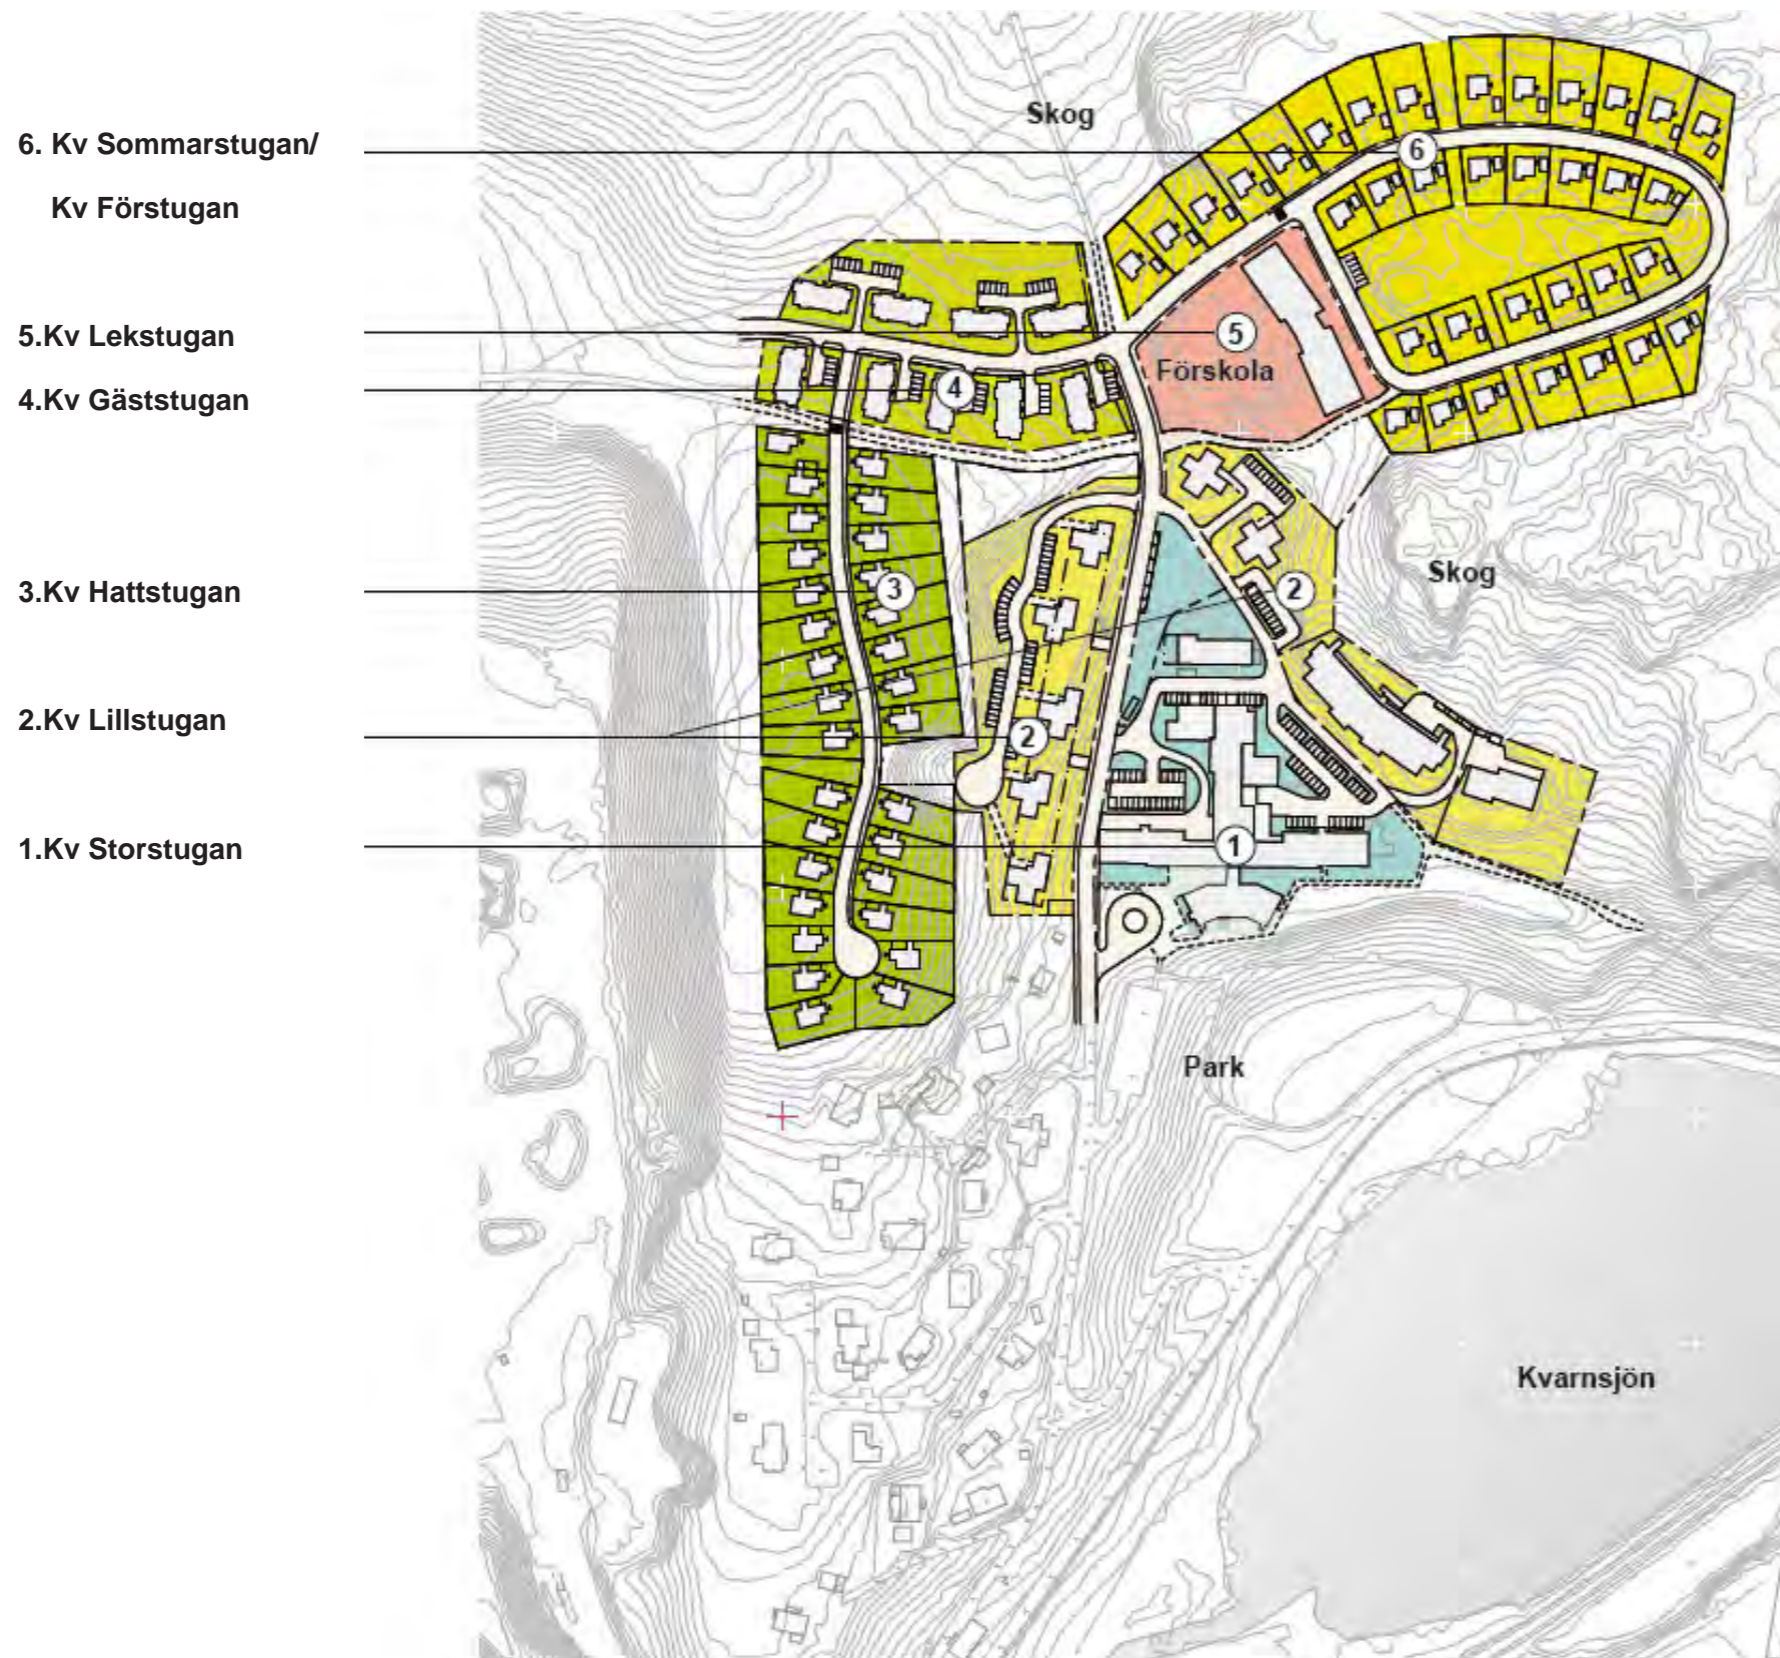 6. Kv Sommarstugan/
Kv Förstugan
5.Kv Lekstugan
4.Kv Gäststugan
3.Kv Hattstugan
2.Kv Lillstugan
1.Kv Storstugan
Skog
6
5
Förskola
4
3
2
Skog
2
1
Park
Kvarnsjön